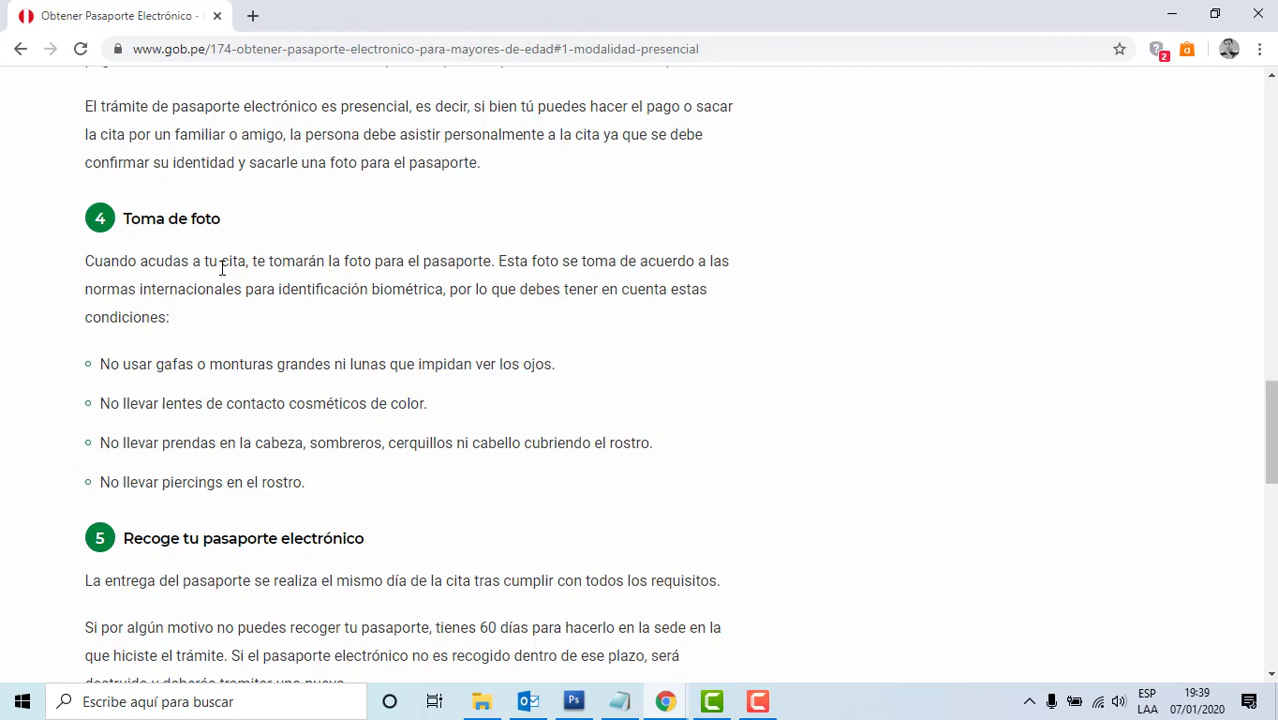 Obtener Pasaporte Electrónico -
www.gob.pe/174-obtener-pasaporte-electronico-para-mayores-de-edad#1-modalidad-presencial
2
El trámite de pasaporte electrónico es presencial, es decir, si bien tú puedes hacer el pago o sacar
la cita por un familiar o amigo, la persona debe asistir personalmente a la cita ya que se debe
confirmar su identidad y sacarle una foto para el pasaporte.
4 Toma de foto
Cuando acudas a tu cita, te tomarán la foto para el pasaporte. Esta foto se toma de acuerdo a las
normas internacionales para identificación biométrica, por lo que debes tener en cuenta estas
condiciones:
No usar gafas o monturas grandes ni lunas que impidan ver los ojos.
No llevar lentes de contacto cosméticos de color.
No llevar prendas en la cabeza, sombreros, cerquillos ni cabello cubriendo el rostro.
No llevar piercings en el rostro.
5 Recoge tu pasaporte electrónico
La entrega del pasaporte se realiza el mismo día de la cita tras cumplir con todos los requisitos.
Si por algún motivo no puedes recoger tu pasaporte, tienes 60 días para hacerlo en la sede en la
que hiciste el trámite. Si el pasaporte electrónico no es recogido dentro de ese plazo, será
destruido y deberás tramitar uno nuevo.
Escribe aquí para buscar
Ps
ESP
LAA
19:39
07/01/2020